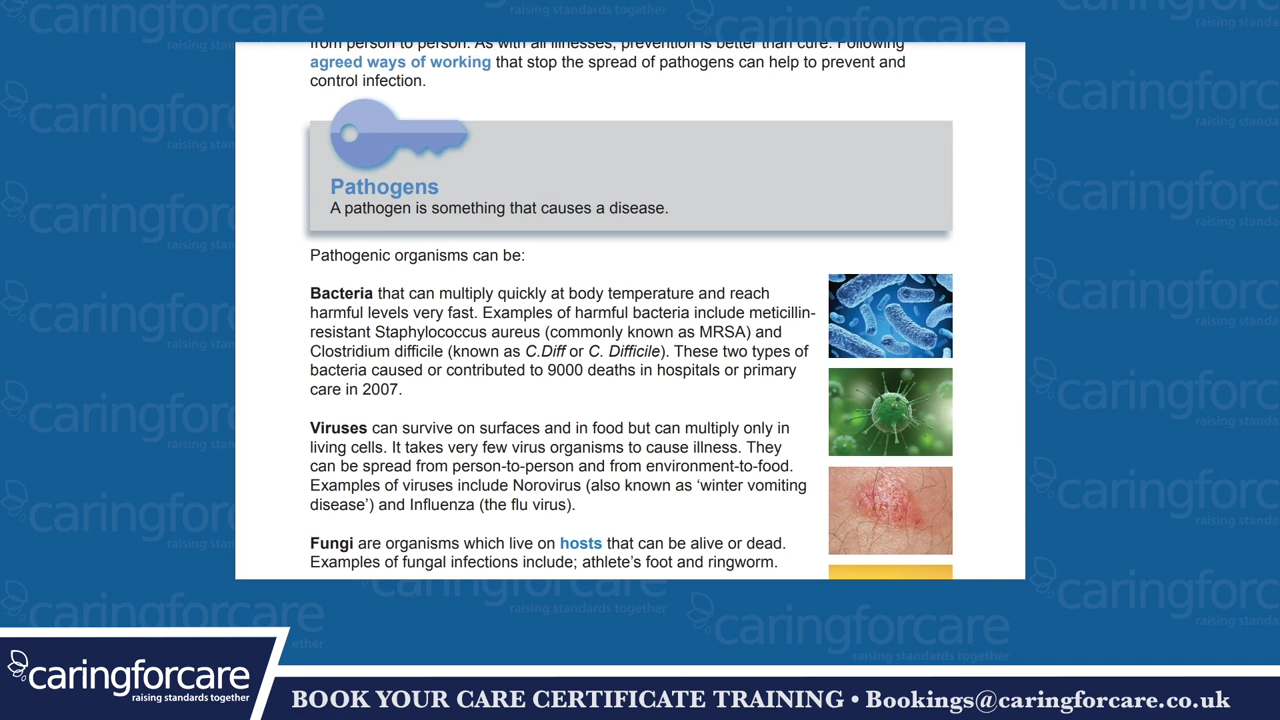 from person to person. As with all illnesses, prevention is better than cure. Following
agreed ways of working that stop the spread of pathogens can help to prevent and
control infection.
Pathogens
A pathogen is something that causes a disease.
Pathogenic organisms can be:
Bacteria that can multiply quickly at body temperature and reach
harmful levels very fast. Examples of harmful bacteria include meticillin-
resistant Staphylococcus aureus (commonly known as MRSA) and
Clostridium difficile (known as C.Diff or C. Difficile). These two types of
bacteria caused or contributed to 9000 deaths in hospitals or primary
care in 2007.
Viruses can survive on surfaces and in food but can multiply only in
living cells. It takes very few virus organisms to cause illness. They
can be spread from person-to-person and from environment-to-food.
Examples of viruses include Norovirus (also known as ‘winter vomiting
disease’) and Influenza (the flu virus).
Fungi are organisms which live on hosts that can be alive or dead.
Examples of fungal infections include; athlete’s foot and ringworm.
caringforcare
raising standards together
BOOK YOUR CARE CERTIFICATE TRAINING • Bookings@caringforcare.co.uk